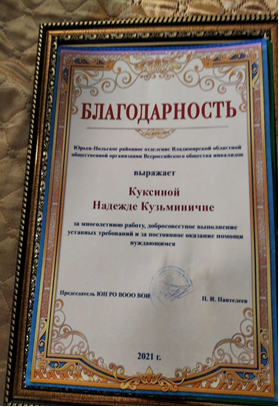 БЛАГОДАРНОСТЬ
Юрьев-Польское районное отделение Владимирской областной
общественной организации Всероссийского общества инвалидов
выражает
Куксиной
Надежде Кузьминичне
за многолетнюю работу, добросовестное выполнение
уставных требований и за постоянное оказание помощи
нуждающимся
Председатель ЮП РО ВООО ВОИ П. И. Пантелеев
2021 г.